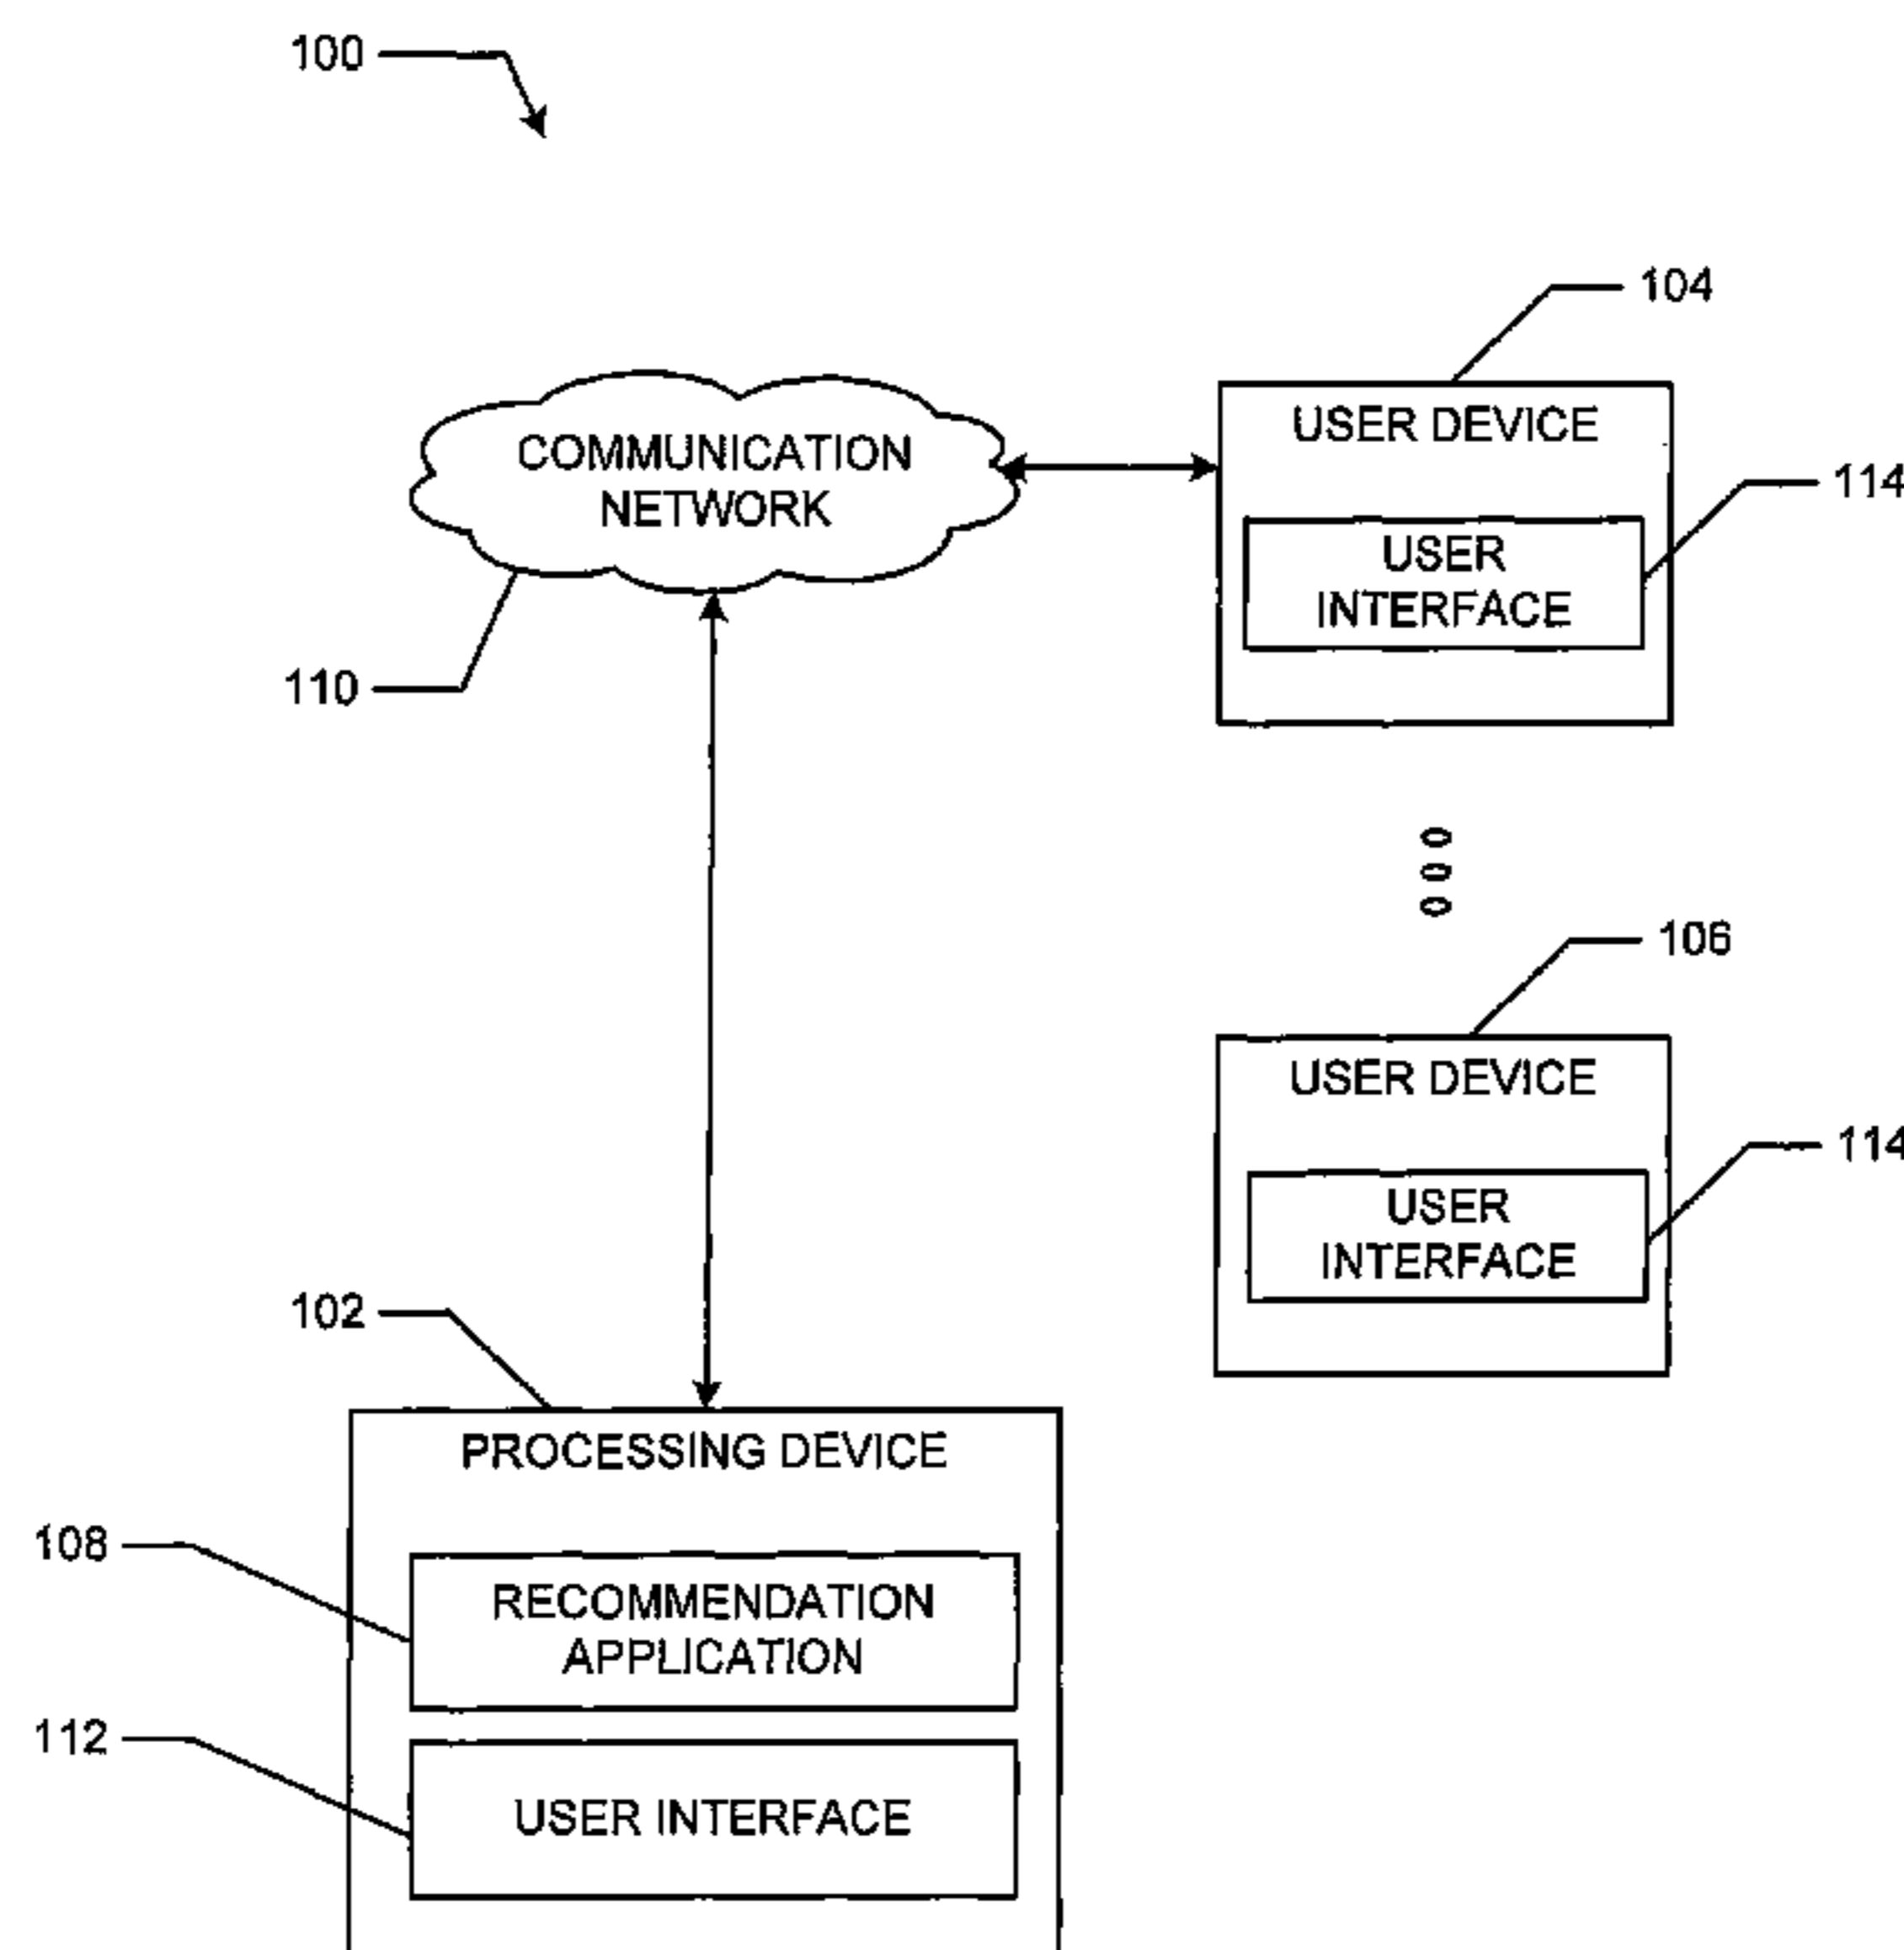 100
104
COMMUNICATION
NETWORK
USER DEVICE
114
USER
INTERFACE
110
106
USER DEVICE
114
USER
INTERFACE
102
PROCESSING DEVICE
108
RECOMMENDATION
APPLICATION
112
USER INTERFACE